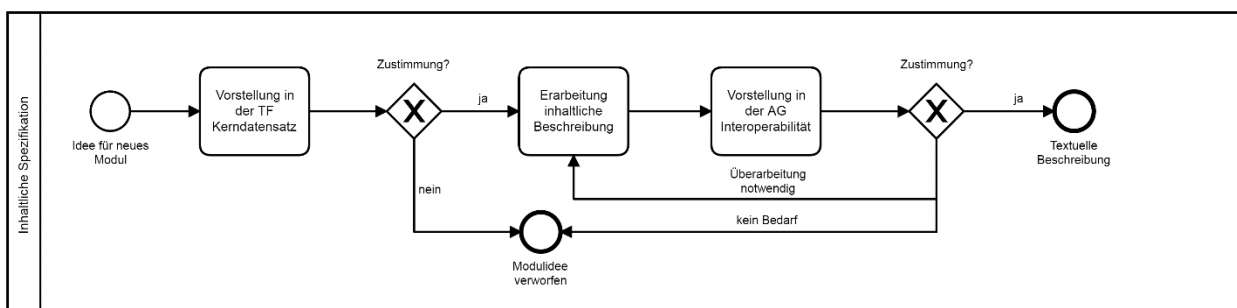 Inhaltliche Spezifikation
Idee für neues
Modul
Vorstellung in
der TF
Kerndatensatz
Zustimmung?
ja
nein
Erarbeitung
inhaltliche
Beschreibung
Vorstellung in
der AG
Interoperabilität
Zustimmung?
ja
Textuelle
Beschreibung
Überarbeitung
notwendig
kein Bedarf
Modulidee
verworfen